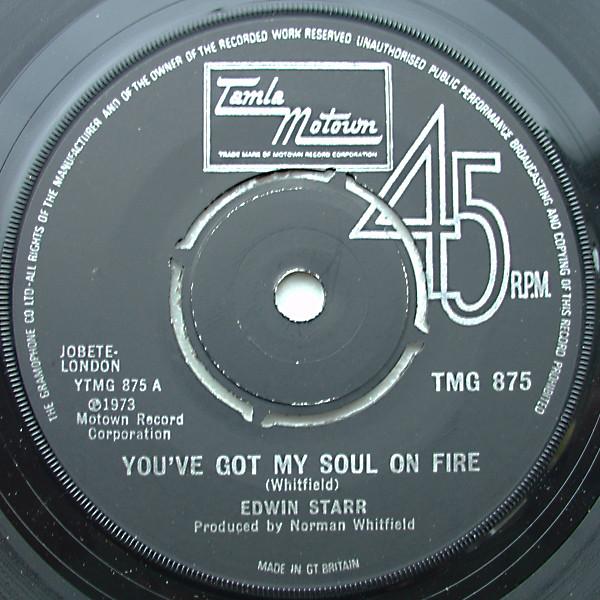 THE GRAMOPHONE CO LTD-ALL RIGHTS OF THE MANUFACTURER AND OF THE OWNER OF THE RECORDED WORK RESERVED UNAUTHORISED PUBLIC PERFORMANCE BROADCASTING AND COPYING OF THIS RECORD PROHIBITED
Tamla
Motown
TRADE MARK OF MOTOWN RECORD CORPORATION
45
R.P.M.
JOBETE-
LONDON
YTMG 875 A
℗1973
Motown Record
Corporation
TMG 875
YOU'VE GOT MY SOUL ON FIRE
(Whitfield)
EDWIN STARR
Produced by Norman Whitfield
MADE IN GT BRITAIN